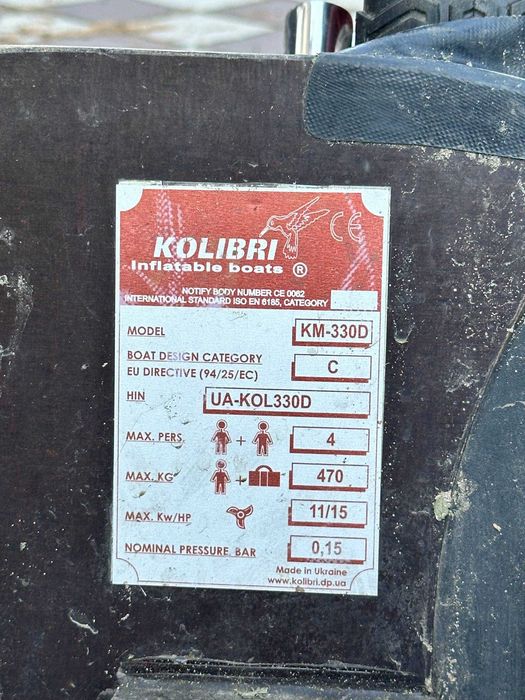 KOLIBRI
Inflatable boats ®
CE
NOTIFY BODY NUMBER CE 0062
INTERNATIONAL STANDARD ISO EN 6185, CATEGORY
MODEL KM-330D
BOAT DESIGN CATEGORY
EU DIRECTIVE (94/25/EC) C
HIN UA-KOL330D
MAX. PERS. + 4
MAX. KG + 470
MAX. Kw/HP 11/15
NOMINAL PRESSURE, BAR 0,15
Made in Ukraine
www.kolibri.dp.ua